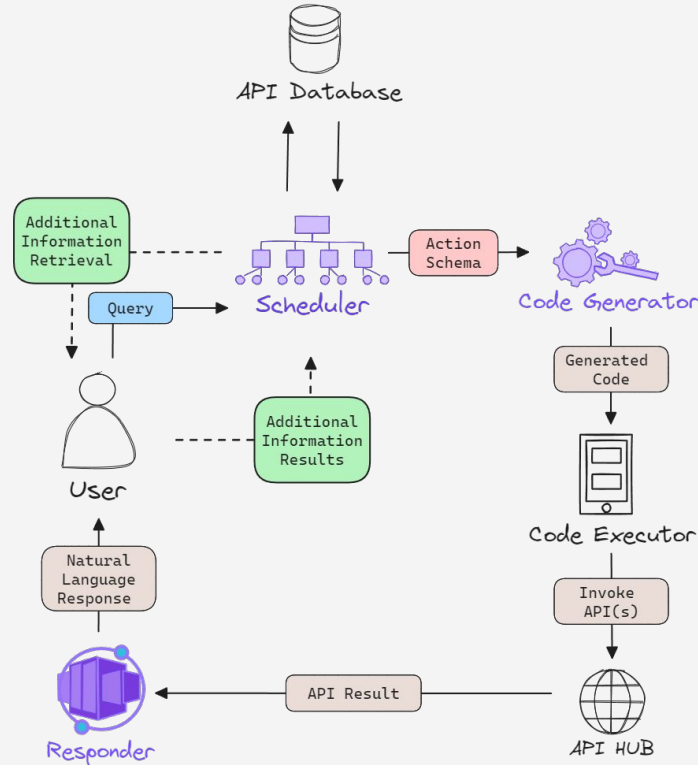 API Database
Additional
Information
Retrieval
Action
Schema
Query
Scheduler
Code Generator
Generated
Code
Additional
Information
Results
User
Code Executor
Natural
Language
Response
Invoke
API(s)
API Result
Responder
API HUB